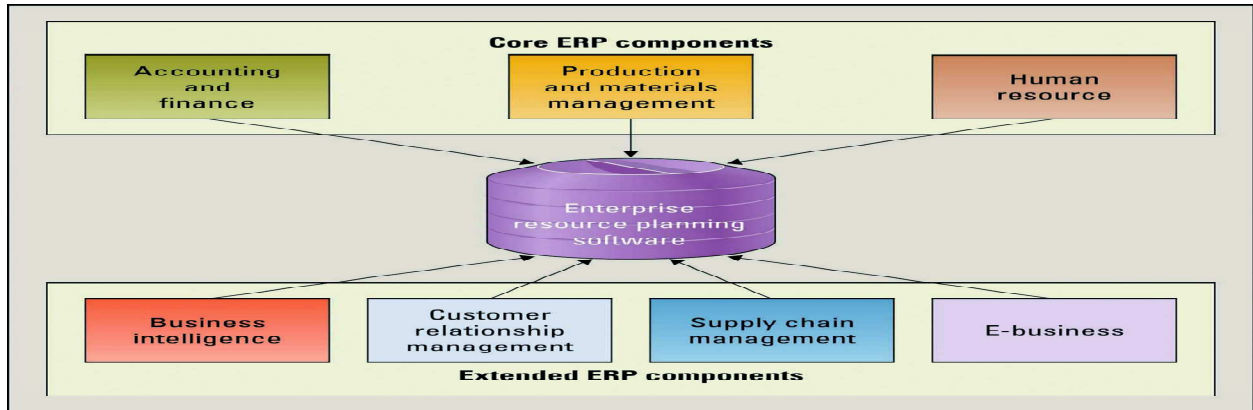 Core ERP components
Accounting
and
finance
Production
and materials
management
Human
resource
Enterprise
resource planning
software
Business
intelligence
Customer
relationship
management
Supply chain
management
E-business
Extended ERP components